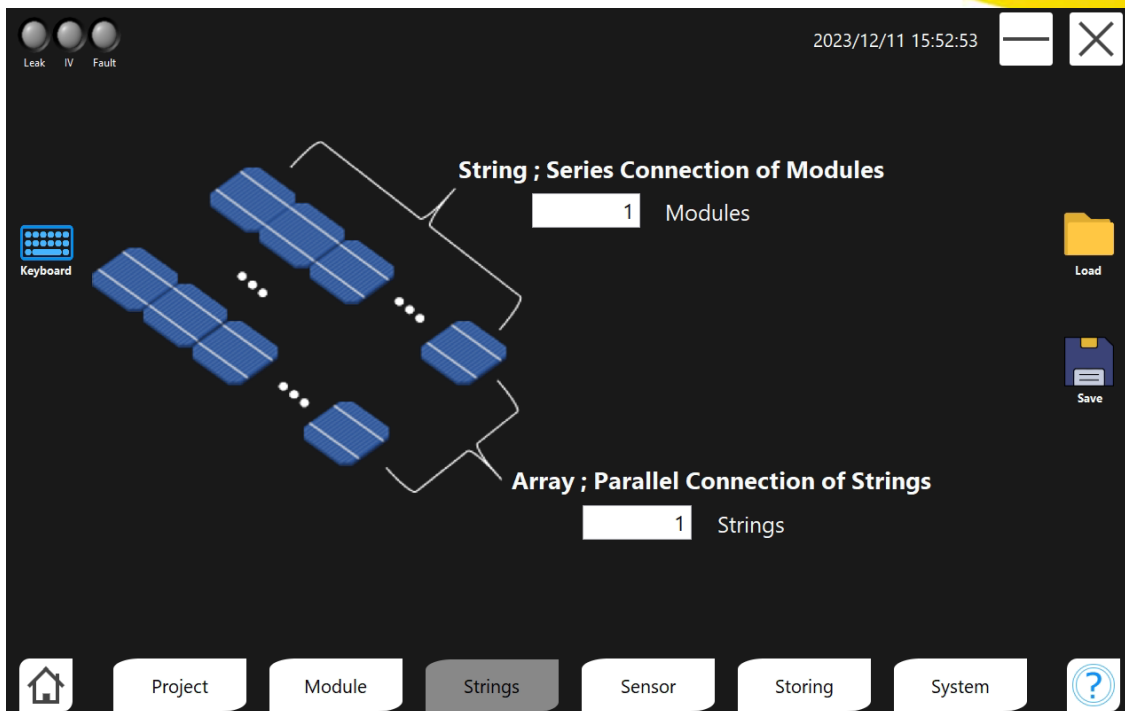 2023/12/11 15:52:53
Leak IV Fault
String ; Series Connection of Modules
1 Modules
Keyboard
Load
Save
Array ; Parallel Connection of Strings
1 Strings
Project Module Strings Sensor Storing System
?